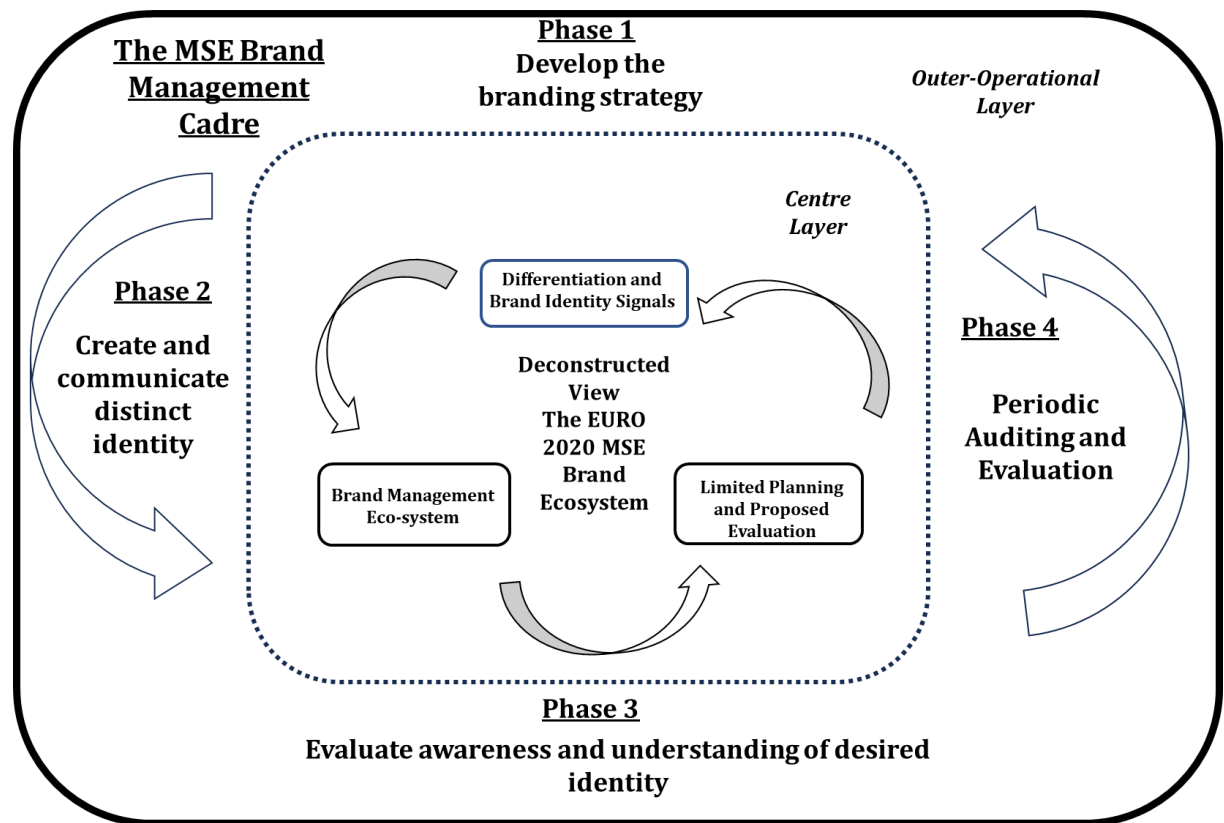 The MSE Brand
Management
Cadre
Phase 1
Develop the
branding strategy
Outer-Operational
Layer
Centre
Layer
Phase 2
Create and
communicate
distinct
identity
Differentiation and
Brand Identity Signals
Deconstructed
View
The EURO
2020 MSE
Brand
Ecosystem
Brand Management
Eco-system
Limited Planning
and Proposed
Evaluation
Phase 4
Periodic
Auditing and
Evaluation
Phase 3
Evaluate awareness and understanding of desired
identity